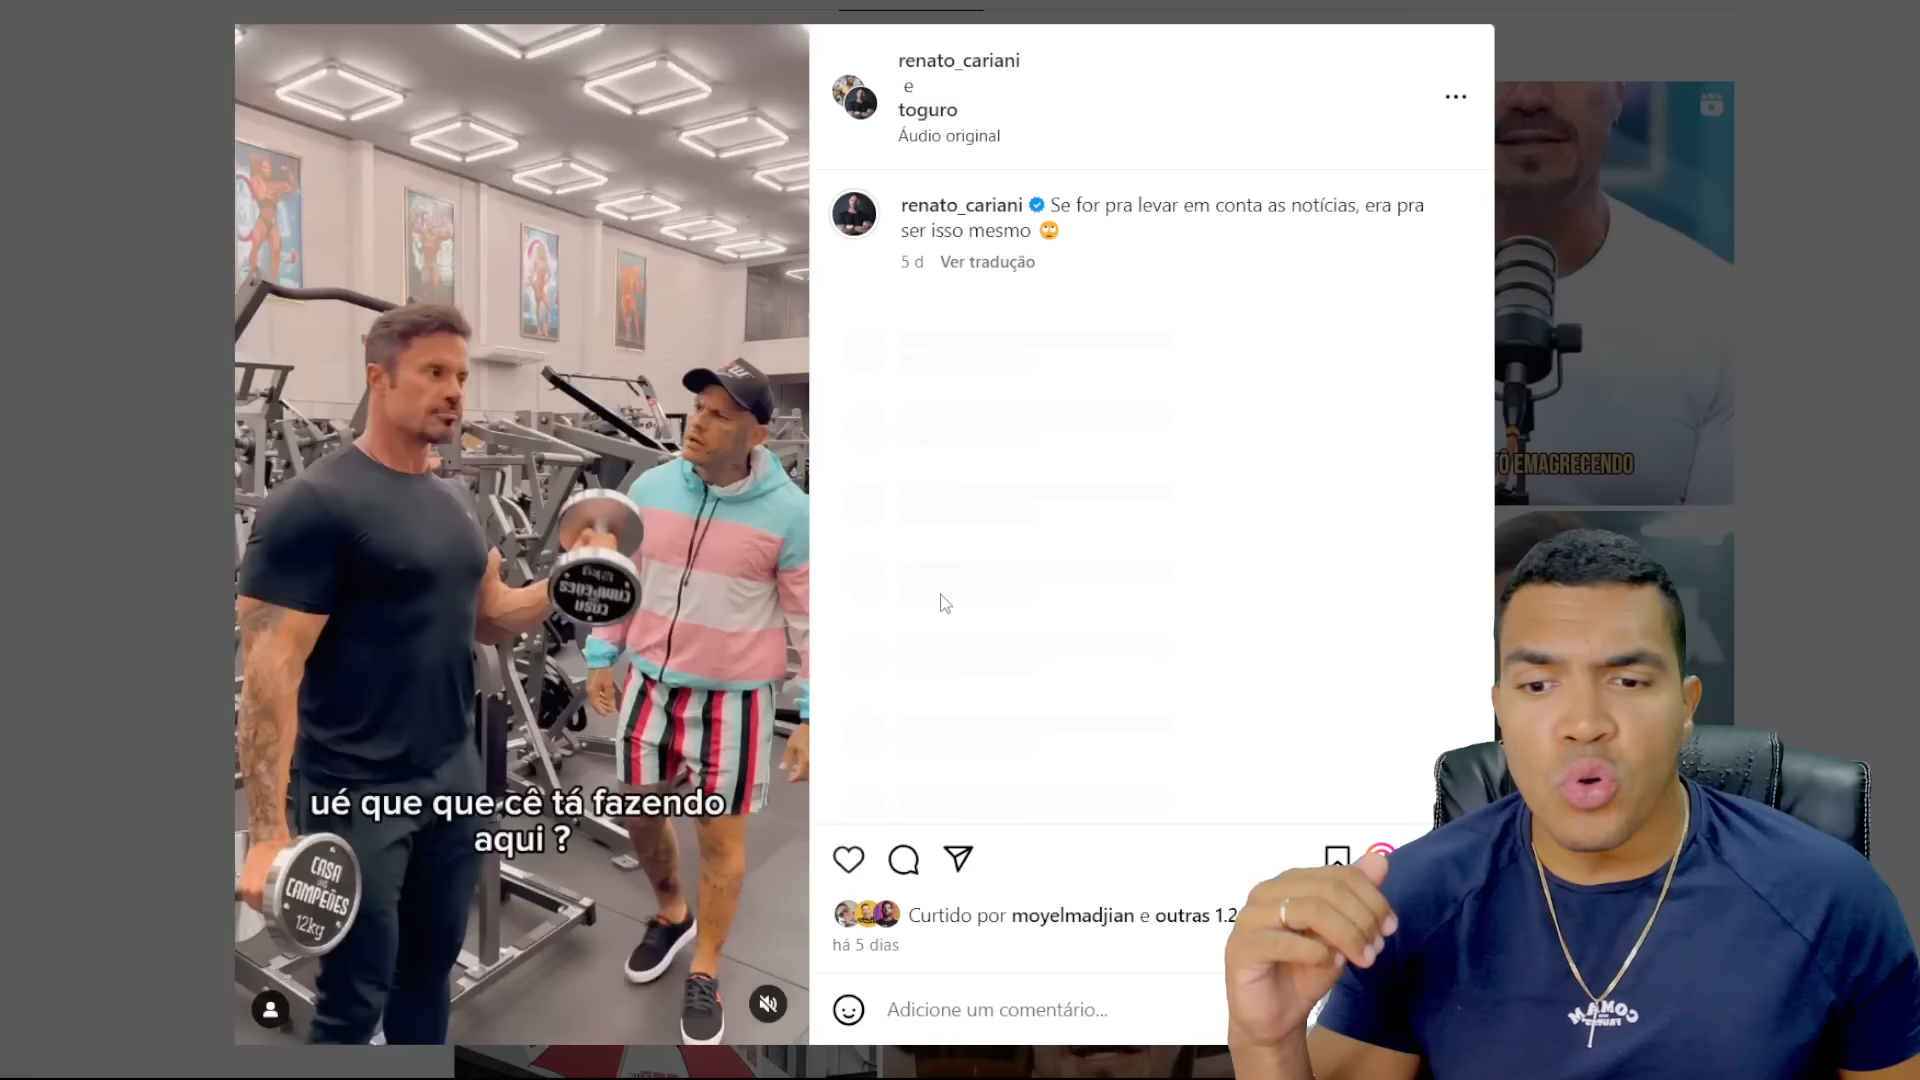 renato_cariani
e
toguro
Áudio original
renato_cariani Se for pra levar em conta as notícias, era pra
ser isso mesmo 🙄
5 d Ver tradução
Ô EMAGRECENDO
ué que que cê tá fazendo
aqui ?
CASA
CAMPEÕES
12kg
Curtido por moyelmadjian e outras 1.2
há 5 dias
Adicione um comentário...